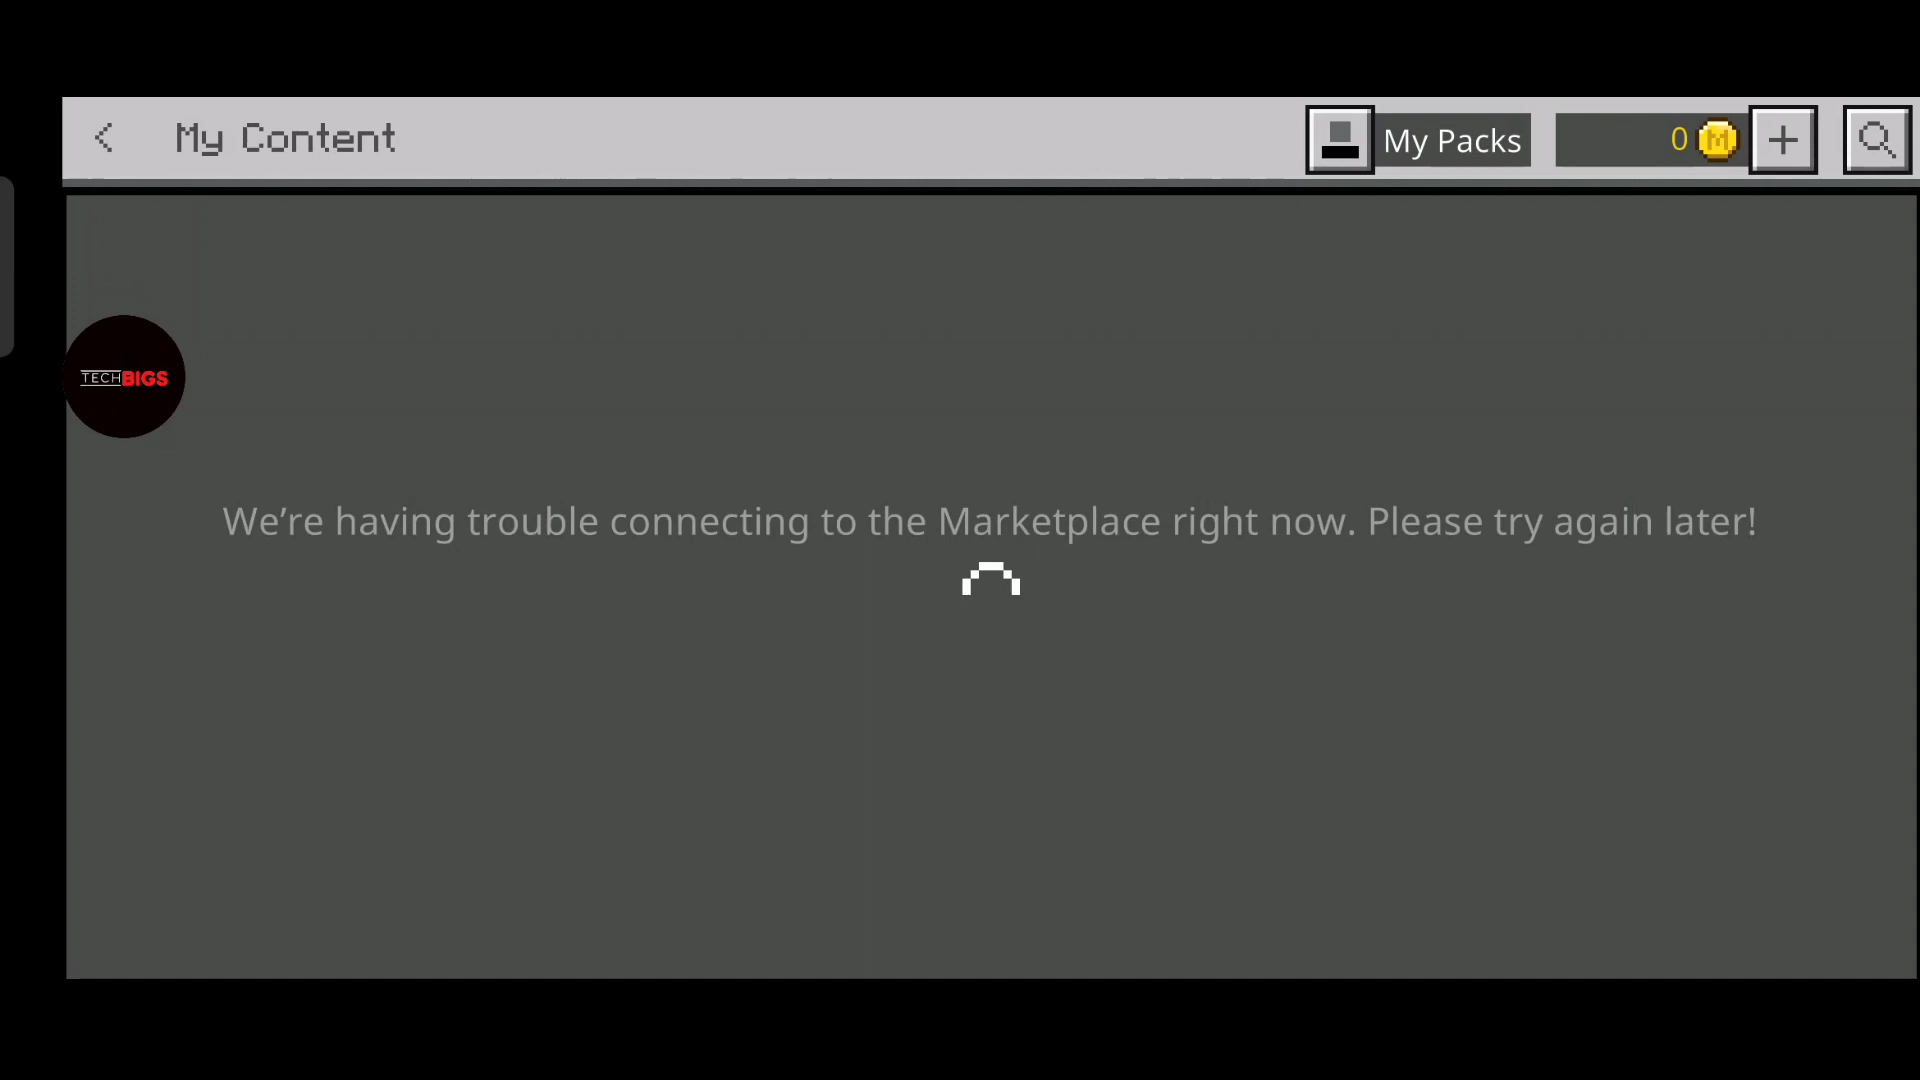 My Content
My Packs
0
TECHBIGS
We're having trouble connecting to the Marketplace right now. Please try again later!